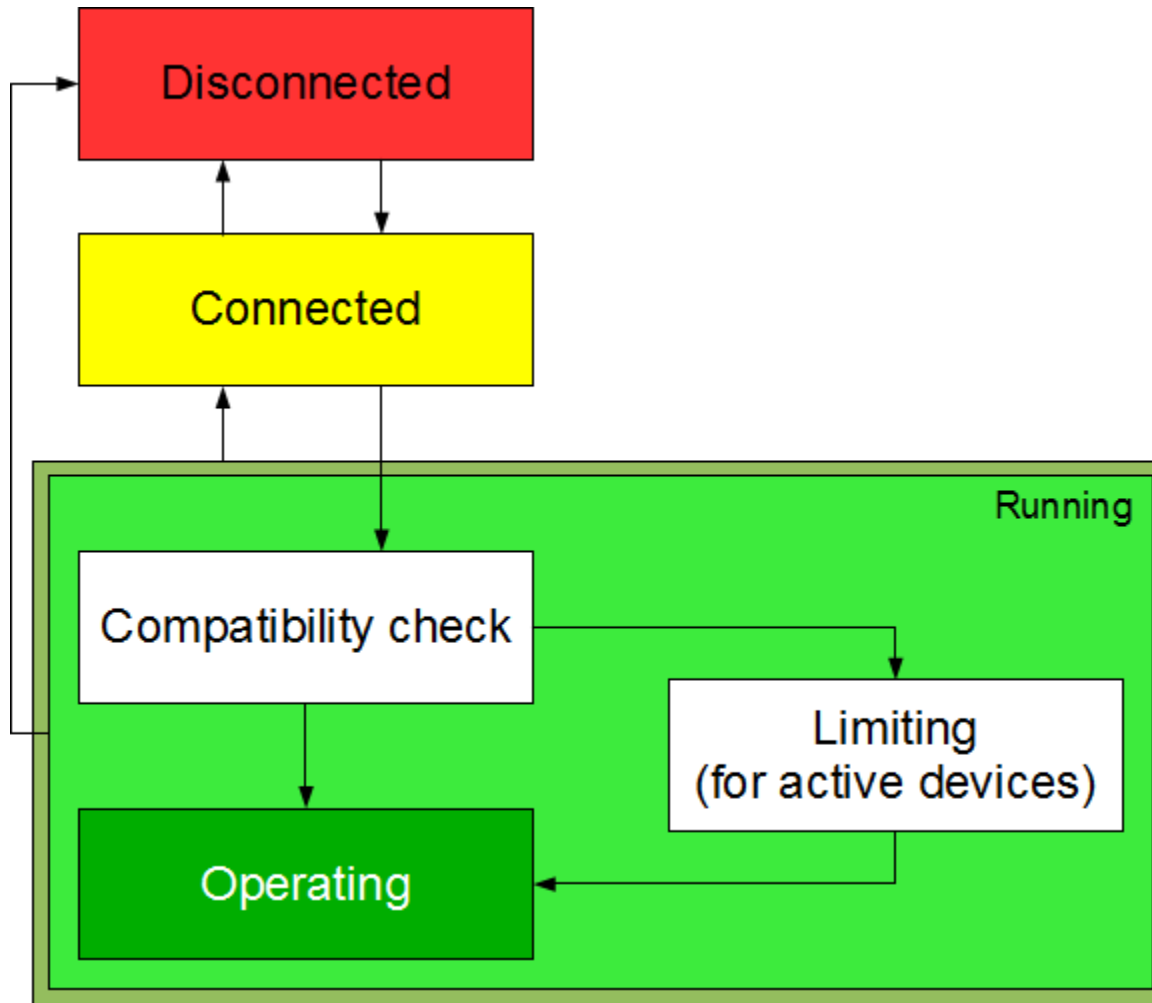 Disconnected
Connected
Running
Compatibility check
Limiting
(for active devices)
Operating